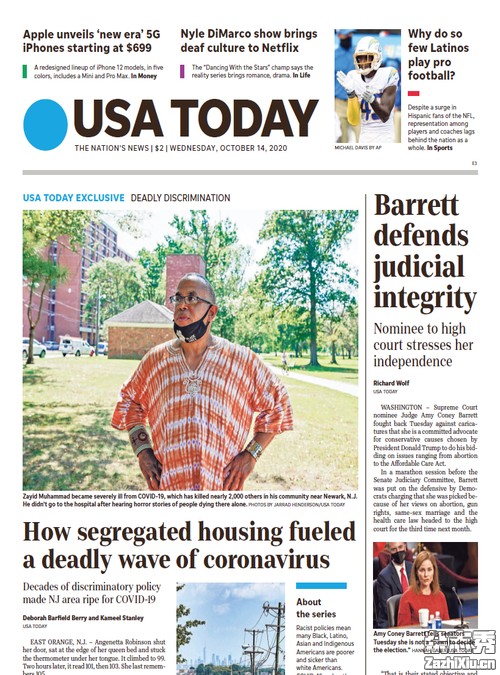 Apple unveils ‘new era’ 5G
iPhones starting at $699
A redesigned lineup of iPhone 12 models, in five
colors, includes a Mini and Pro Max. In Money
Nyle DiMarco show brings
deaf culture to Netflix
The “Dancing With the Stars” champ says the
reality series brings romance, drama. In Life
MICHAEL DAVIS BY AP
Why do so
few Latinos
play pro
football?
Despite a surge in
Hispanic fans of the NFL,
representation among
players and coaches lags
behind the nation as a
whole. In Sports
USA TODAY
THE NATION'S NEWS | $2 | WEDNESDAY, OCTOBER 14, 2020
E3
USA TODAY EXCLUSIVE DEADLY DISCRIMINATION
Zayid Muhammad became severely ill from COVID-19, which has killed nearly 2,000 others in his community near Newark, N.J.
He didn't go to the hospital after hearing horror stories of people dying there alone. PHOTOS BY JARRAD HENDERSON/USA TODAY
How segregated housing fueled
a deadly wave of coronavirus
Decades of discriminatory policy
made NJ area ripe for COVID-19
Deborah Barfield Berry and Kameel Stanley
USA TODAY
EAST ORANGE, N.J. – Angenetta Robinson shut
her door, sat at the edge of her queen bed and stuck
the thermometer under her tongue. It climbed to 99.
Two hours later, it read 101, then 103. She last remem-
bers 105.
About
the series
Racist policies mean
many Black, Latino,
Asian and Indigenous
Americans are poorer
and sicker than
white Americans.
Barrett
defends
judicial
integrity
Nominee to high
court stresses her
independence
Richard Wolf
USA TODAY
WASHINGTON – Supreme Court
nominee Judge Amy Coney Barrett
fought back Tuesday against carica-
tures that she is a committed advocate
for conservative causes chosen by
President Donald Trump to do his bid-
ding on issues ranging from abortion
to the Affordable Care Act.
In a marathon session before the
Senate Judiciary Committee, Barrett
was put on the defensive by Demo-
crats charging that she was picked be-
cause of her views on abortion, gun
rights, same-sex marriage and the
health care law headed to the high
court for the third time next month.
Amy Coney Barrett tells senators
Tuesday she is not a “pawn to decide
the election.”
“That is their stated objective and
ZaZhiXiu.cn